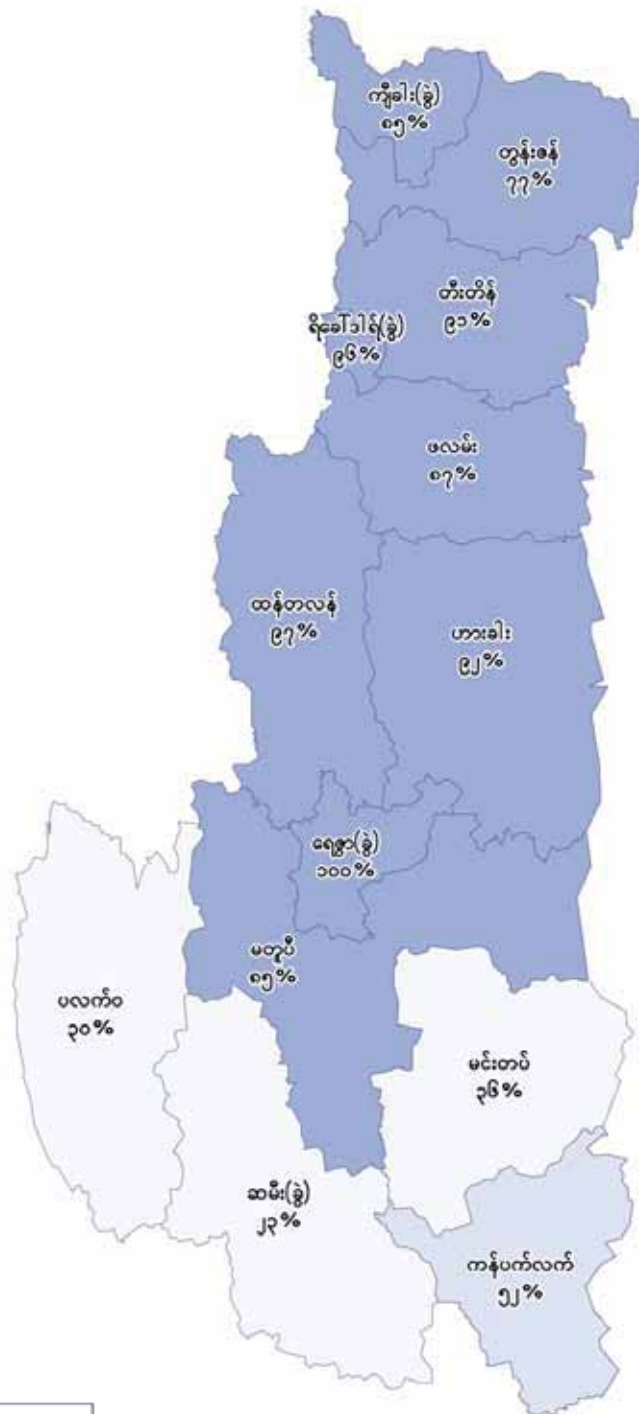 ကျီခါး(ခွဲ)
၈၅%
တွန်းဇန်
၇၇%
တီးတိန်
၉၁%
ရိခေါ်ဒါရ်(ခွဲ)
၉၆%
ဖလမ်း
၈၇%
ထန်တလန်
၉၇%
ဟားခါး
၉၂%
ရေဇွာ(ခွဲ)
၁၀၀%
မတူပီ
၈၅%
ပလက်ဝ
၃၀%
မင်းတပ်
၃၆%
ဆမီး(ခွဲ)
၂၃%
ကန်ပက်လက်
၅၂%